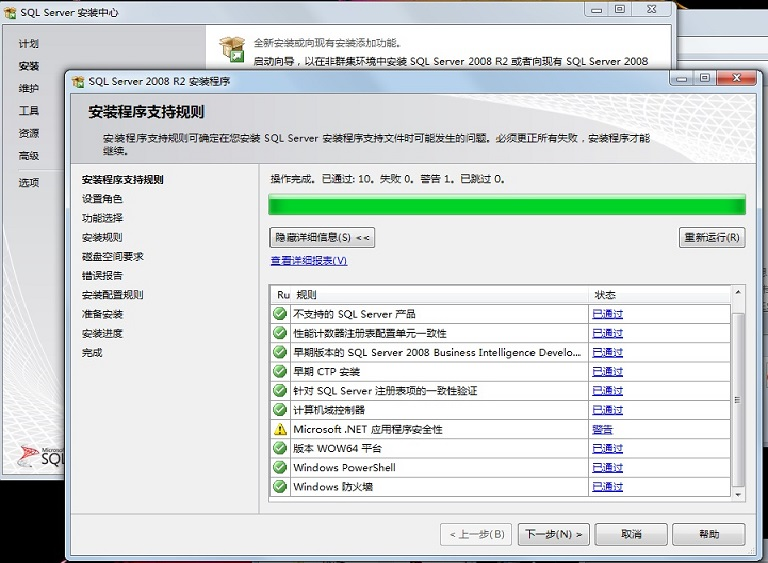 SQL Server 安装中心
计划
安装
维护
工具
资源
高级
选项
全新安装或向现有安装添加功能。
启动向导，以在非群集环境中安装 SQL Server 2008 R2 或者向现有 SQL Server 2008
SQL Server 2008 R2 安装程序
安装程序支持规则
安装程序支持规则可确定在您安装 SQL Server 安装程序支持文件时可能发生的问题。必须更正所有失败，安装程序才能
继续。
安装程序支持规则
设置角色
功能选择
安装规则
磁盘空间要求
错误报告
安装配置规则
准备安装
安装进度
完成
操作完成。已通过: 10。失败 0。警告 1。已跳过 0。
隐藏详细信息(S) <<
重新运行(R)
查看详细报表(V)
Ru 规则 状态
不支持的 SQL Server 产品 已通过
性能计数器注册表配置单元一致性 已通过
早期版本的 SQL Server 2008 Business Intelligence Develo... 已通过
早期 CTP 安装 已通过
针对 SQL Server 注册表项的一致性验证 已通过
计算机域控制器 已通过
Microsoft .NET 应用程序安全性 警告
版本 WOW64 平台 已通过
Windows PowerShell 已通过
Windows 防火墙 已通过
Microsoft
SQL
< 上一步(B)
下一步(N) >
取消
帮助